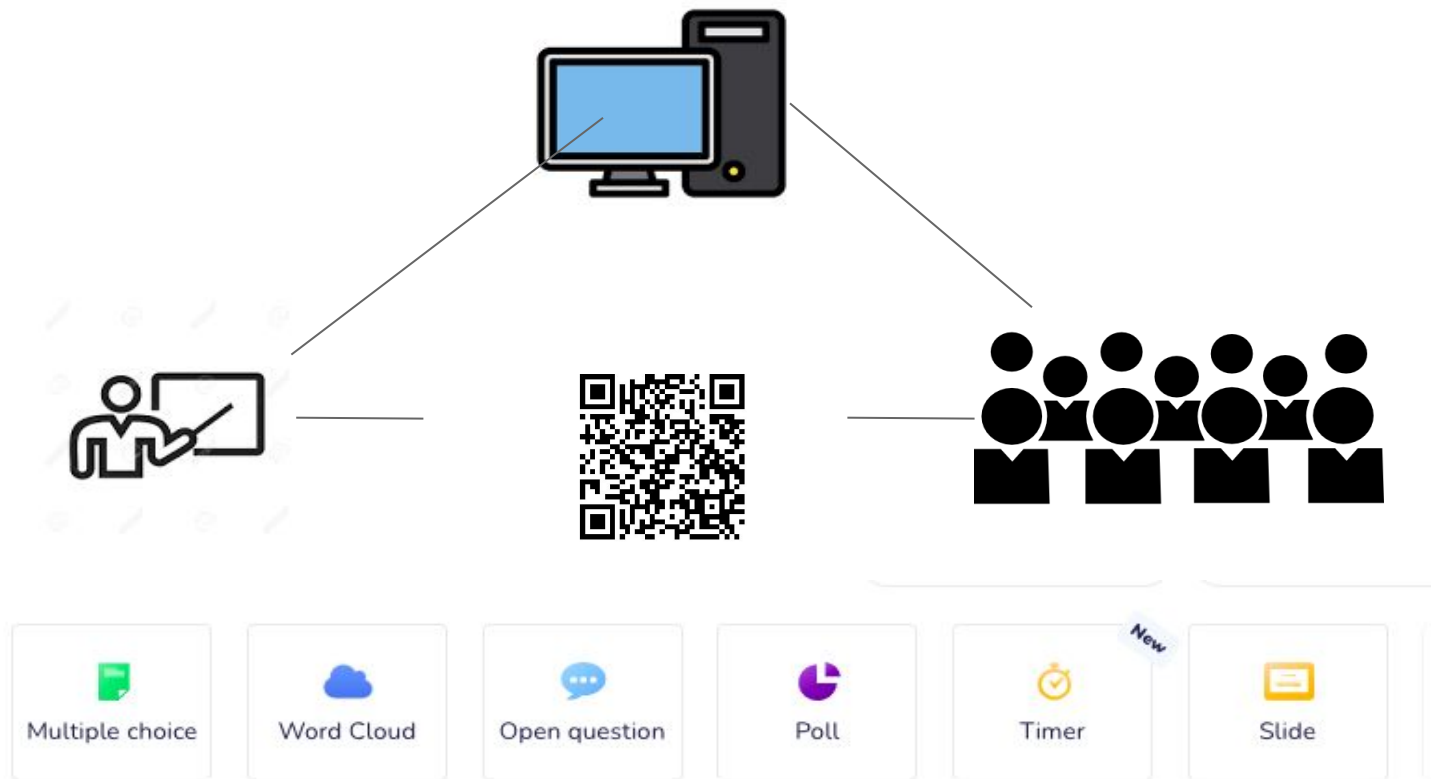 New
Multiple choice
Word Cloud
Open question
Poll
Timer
Slide